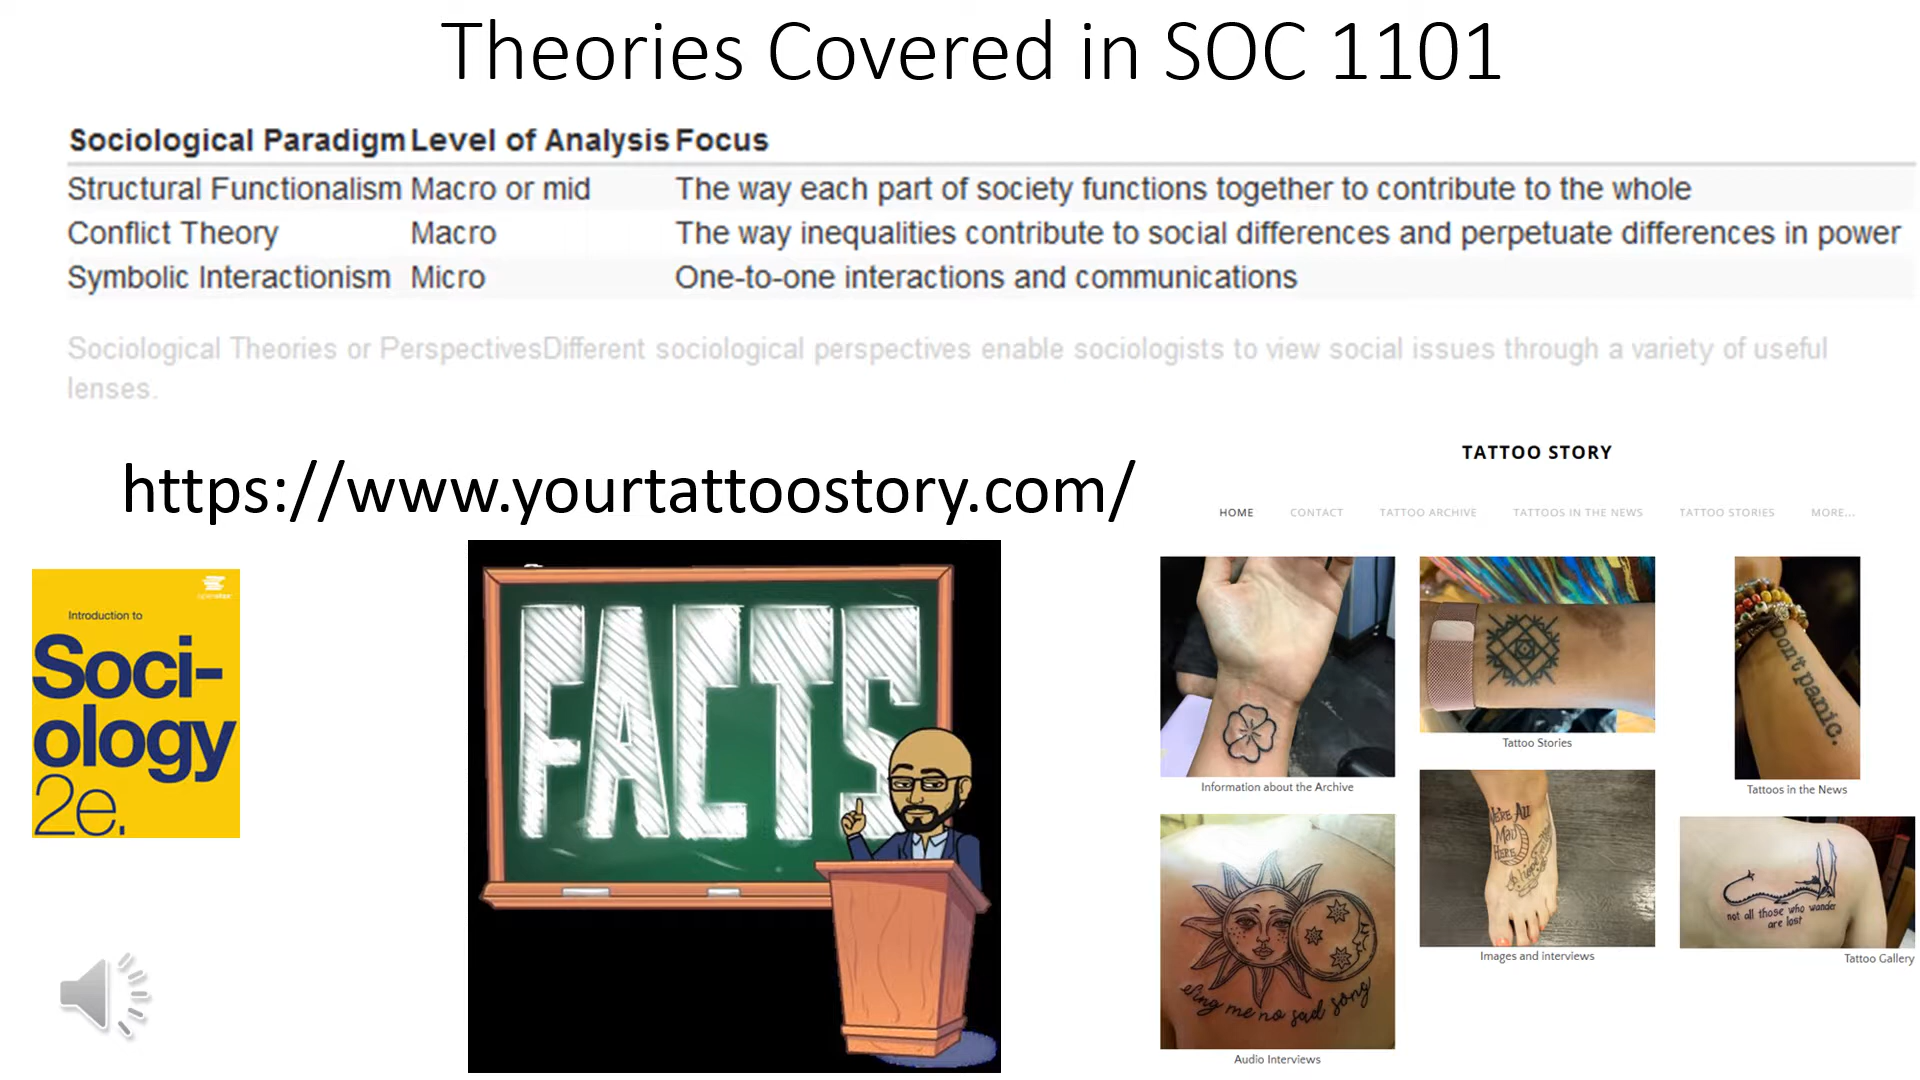 Theories Covered in SOC 1101
Sociological Paradigm Level of Analysis Focus
Structural Functionalism Macro or mid The way each part of society functions together to contribute to the whole
Conflict Theory Macro The way inequalities contribute to social differences and perpetuate differences in power
Symbolic Interactionism Micro One-to-one interactions and communications
Sociological Theories or PerspectivesDifferent sociological perspectives enable sociologists to view social issues through a variety of useful
lenses.
https://www.yourtattoostory.com/
openstax
Introduction to
Soci-
ology
2e.
FACTS
TATTOO STORY
HOME CONTACT TATTOO ARCHIVE TATTOOS IN THE NEWS TATTOO STORIES MORE...
Information about the Archive
Tattoo Stories
Don't panic.
Tattoos in the News
sing me no sad song
Audio Interviews
We're All
Mad
Here
Images and interviews
not all those who wander
are lost
Tattoo Gallery